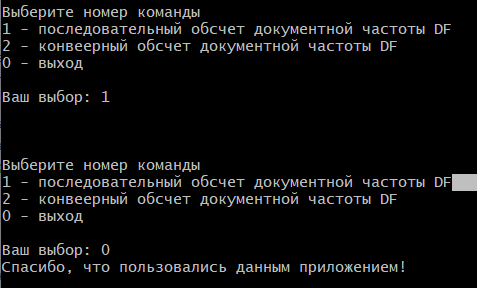 Выберите номер команды
1 - последовательный обсчет документной частоты DF
2 - конвеерный обсчет документной частоты DF
0 - выход
Ваш выбор: 1
Выберите номер команды
1 - последовательный обсчет документной частоты DF
2 - конвеерный обсчет документной частоты DF
0 - выход
Ваш выбор: 0
Спасибо, что пользовались данным приложением!